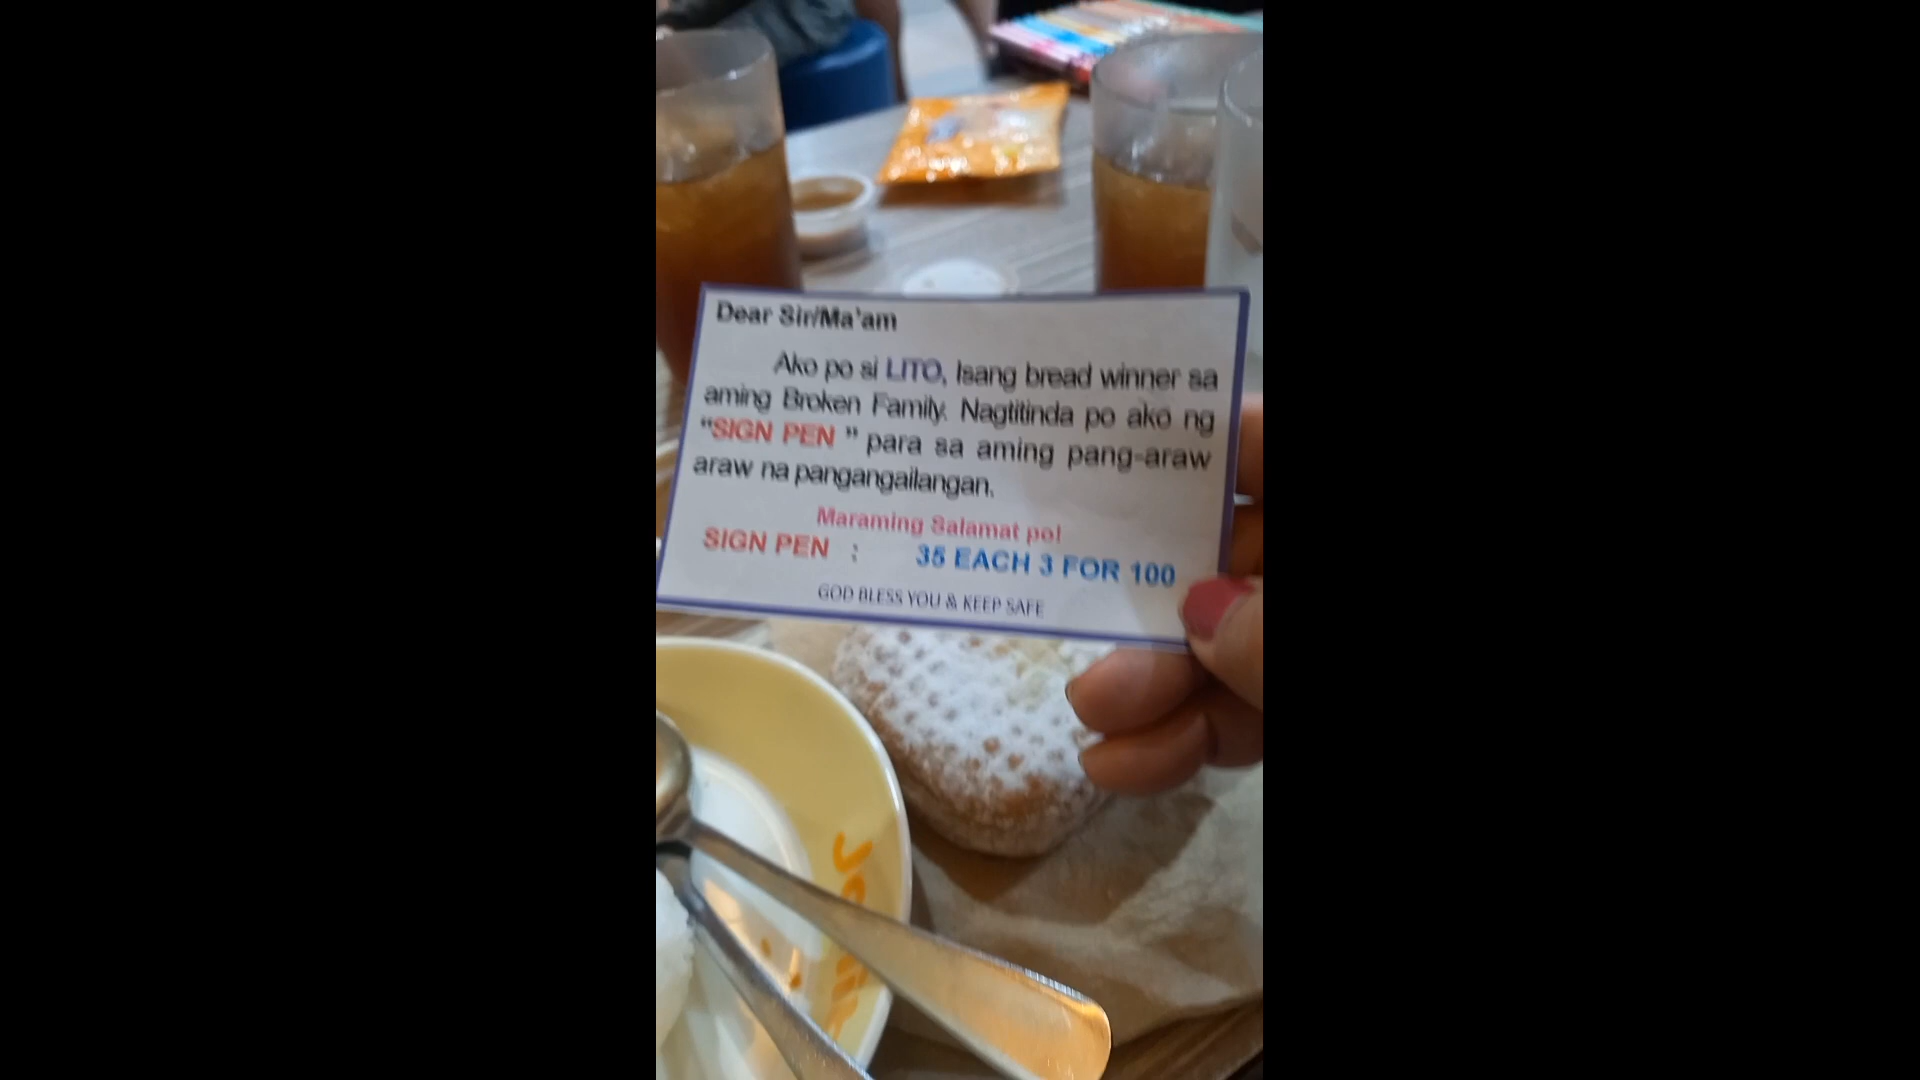 Dear Sir/Ma'am
Ako po si LITO, Isang bread winner sa
aming Broken Family. Nagtitinda po ako ng
"SIGN PEN " para sa aming pang-araw
araw na pangangailangan.
Maraming Salamat po!
SIGN PEN : 35 EACH 3 FOR 100
GOD BLESS YOU & KEEP SAFE